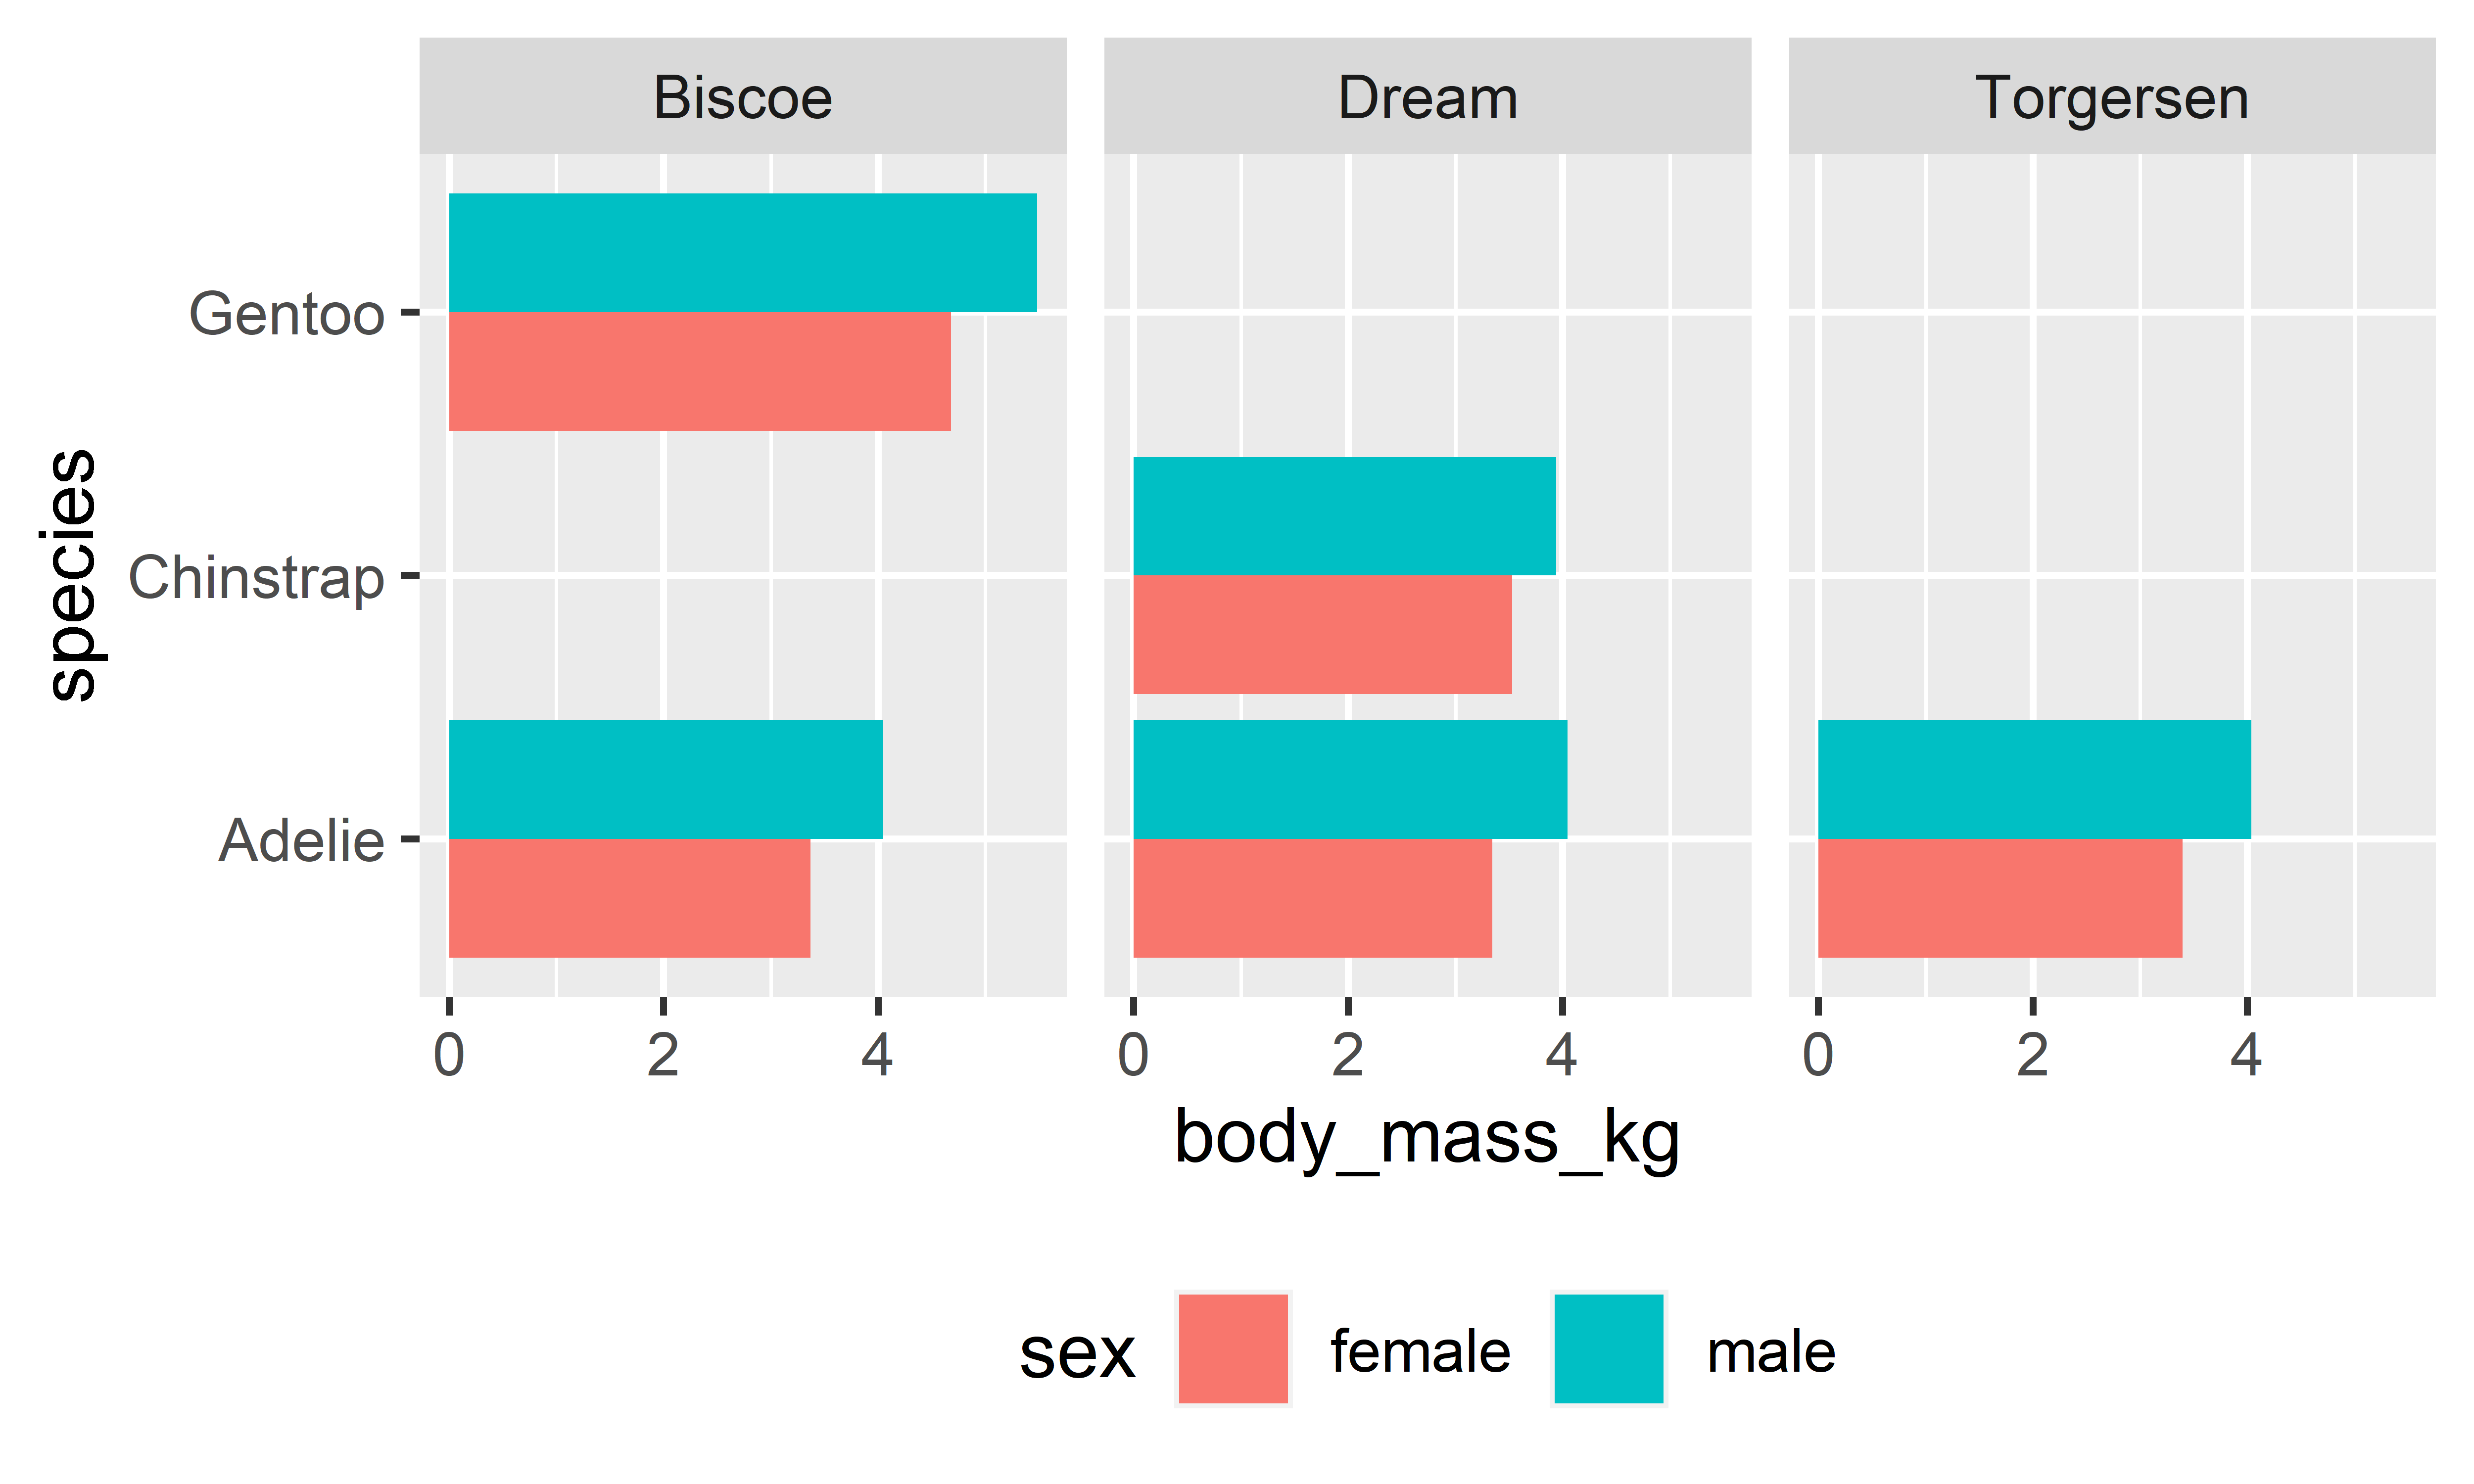 Biscoe Dream Torgersen
species
Gentoo
Chinstrap
Adelie
0 2 4 0 2 4 0 2 4
body_mass_kg
sex female male